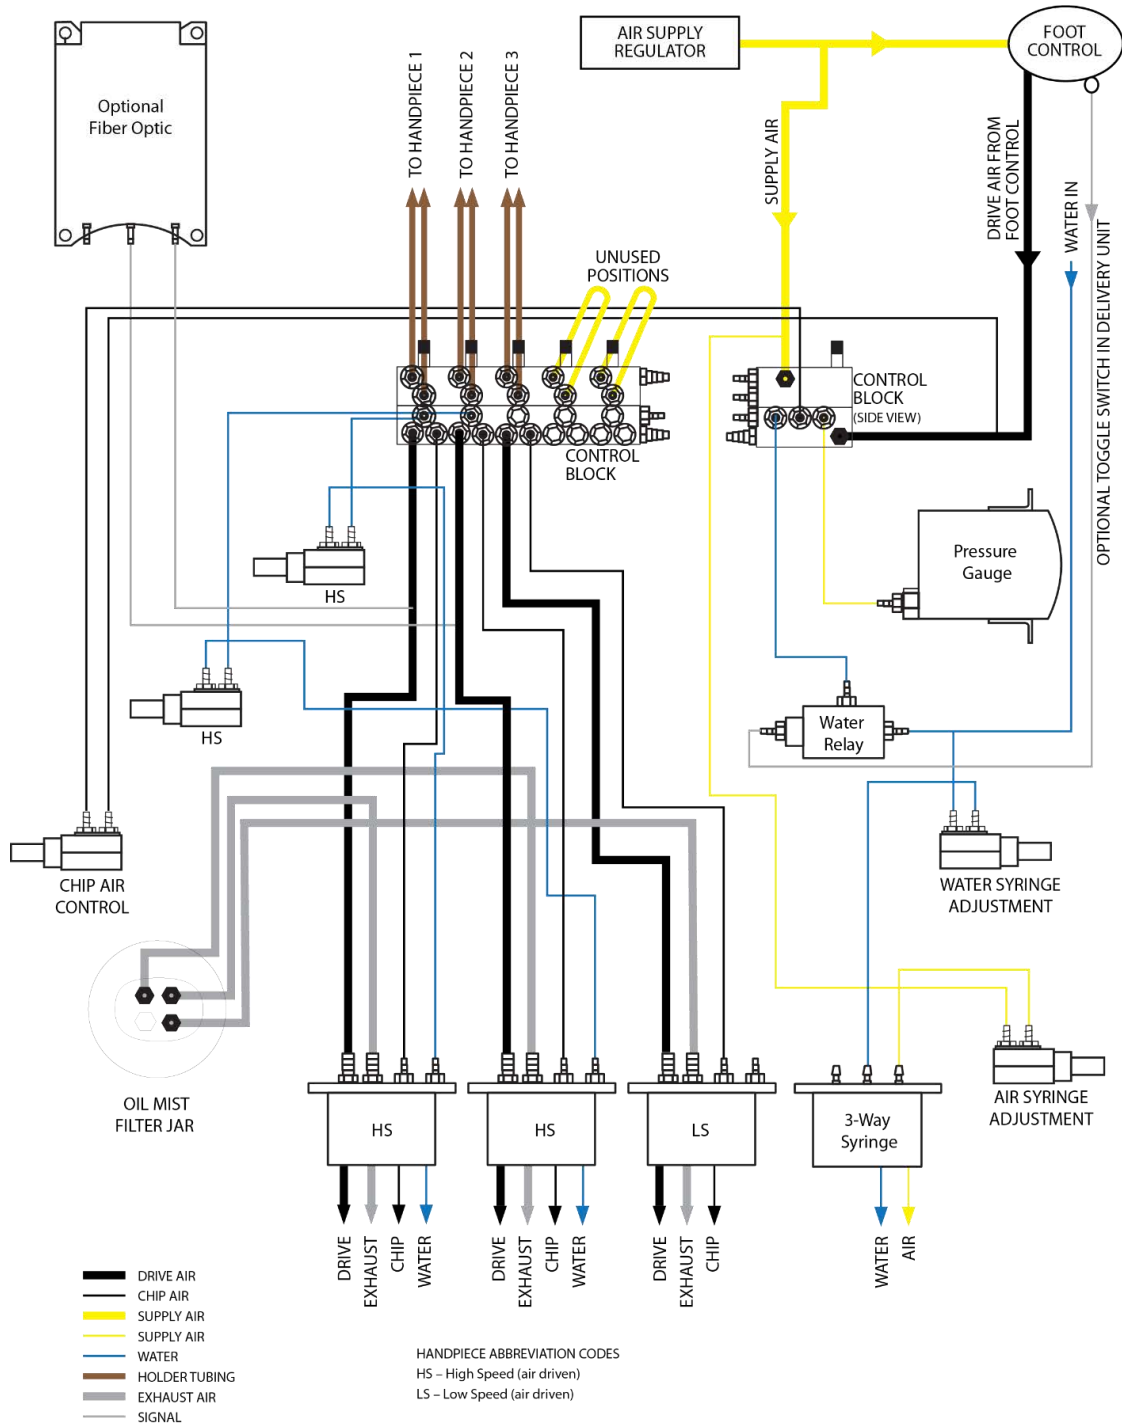 AIR SUPPLY
REGULATOR
FOOT
CONTROL
Optional
Fiber Optic
TO HANDPIECE 1
TO HANDPIECE 2
TO HANDPIECE 3
SUPPLY AIR
DRIVE AIR FROM
FOOT CONTROL
WATER IN
OPTIONAL TOGGLE SWITCH IN DELIVERY UNIT
UNUSED
POSITIONS
CONTROL
BLOCK
(SIDE VIEW)
CONTROL
BLOCK
Pressure
Gauge
HS
HS
Water
Relay
CHIP AIR
CONTROL
WATER SYRINGE
ADJUSTMENT
OIL MIST
FILTER JAR
AIR SYRINGE
ADJUSTMENT
HS
HS
LS
3-Way
Syringe
DRIVE
EXHAUST
CHIP
WATER
DRIVE
EXHAUST
CHIP
WATER
DRIVE
EXHAUST
CHIP
WATER
AIR
DRIVE AIR
CHIP AIR
SUPPLY AIR
SUPPLY AIR
WATER
HOLDER TUBING
EXHAUST AIR
SIGNAL
HANDPIECE ABBREVIATION CODES
HS – High Speed (air driven)
LS – Low Speed (air driven)